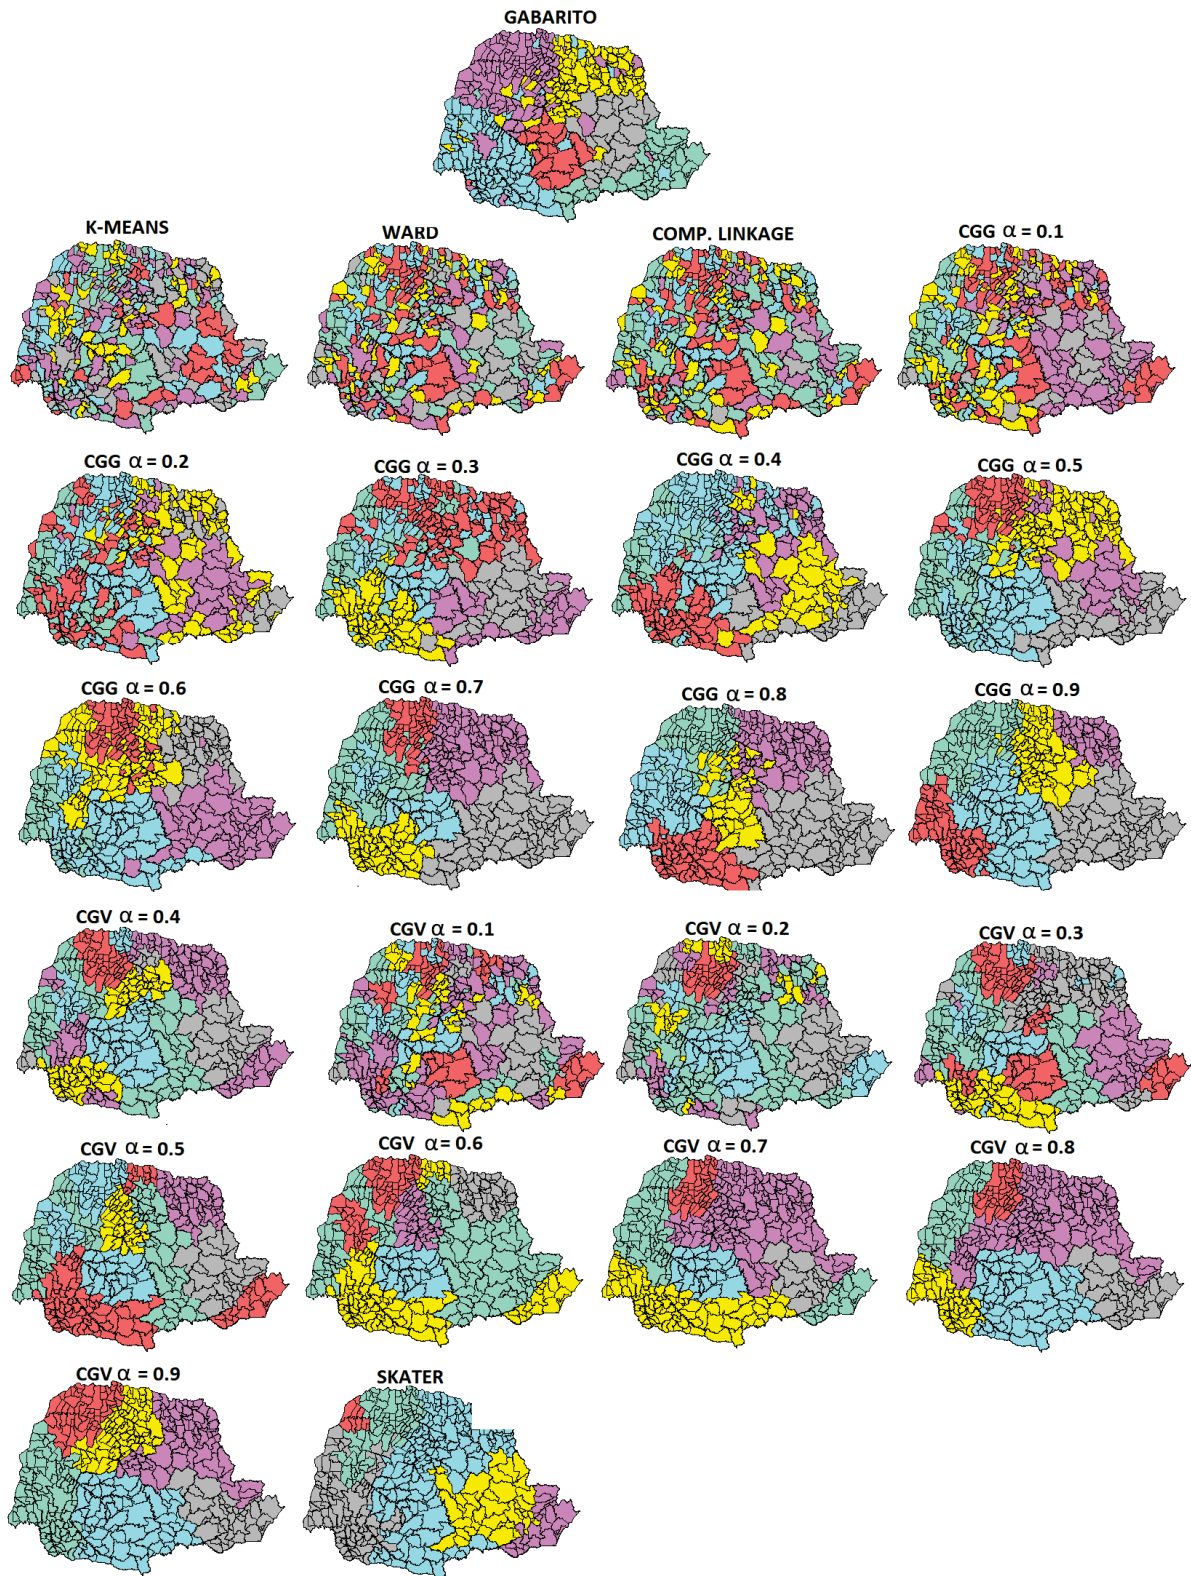 GABARITO
K-MEANS
WARD
COMP. LINKAGE
CGG α = 0.1
CGG α = 0.2
CGG α = 0.3
CGG α = 0.4
CGG α = 0.5
CGG α = 0.6
CGG α = 0.7
CGG α = 0.8
CGG α = 0.9
CGV α = 0.4
CGV α = 0.1
CGV α = 0.2
CGV α = 0.3
CGV α = 0.5
CGV α = 0.6
CGV α = 0.7
CGV α = 0.8
CGV α = 0.9
SKATER